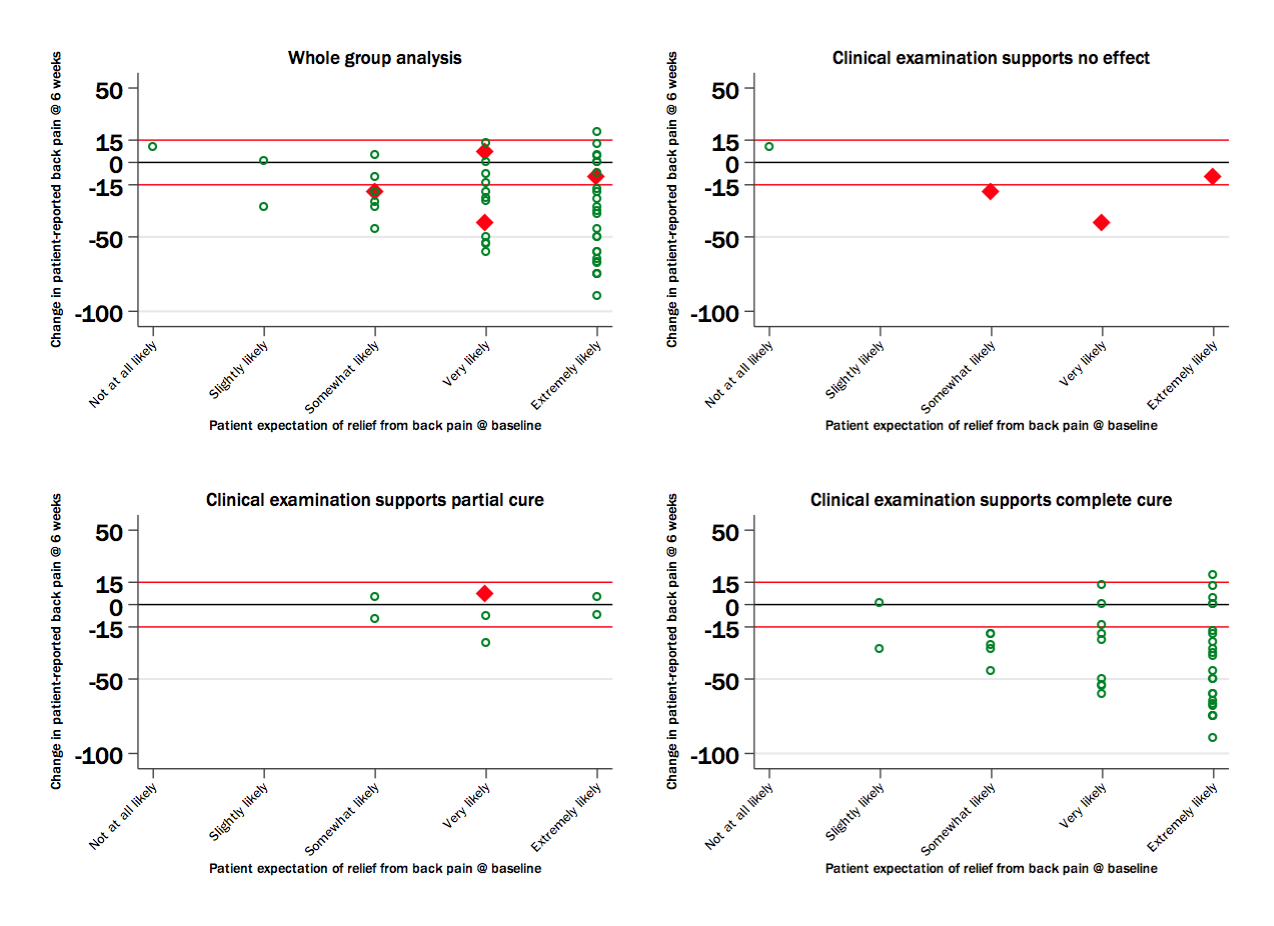 Whole group analysis
Change in patient-reported back pain @ 6 weeks
50
15
0
-15
-50
-100
Not at all likely
Slightly likely
Somewhat likely
Very likely
Extremely likely
Patient expectation of relief from back pain @ baseline
Clinical examination supports no effect
Change in patient-reported back pain @ 6 weeks
50
15
0
-15
-50
-100
Not at all likely
Slightly likely
Somewhat likely
Very likely
Extremely likely
Patient expectation of relief from back pain @ baseline
Clinical examination supports partial cure
Change in patient-reported back pain @ 6 weeks
50
15
0
-15
-50
-100
Not at all likely
Slightly likely
Somewhat likely
Very likely
Extremely likely
Patient expectation of relief from back pain @ baseline
Clinical examination supports complete cure
Change in patient-reported back pain @ 6 weeks
50
15
0
-15
-50
-100
Not at all likely
Slightly likely
Somewhat likely
Very likely
Extremely likely
Patient expectation of relief from back pain @ baseline